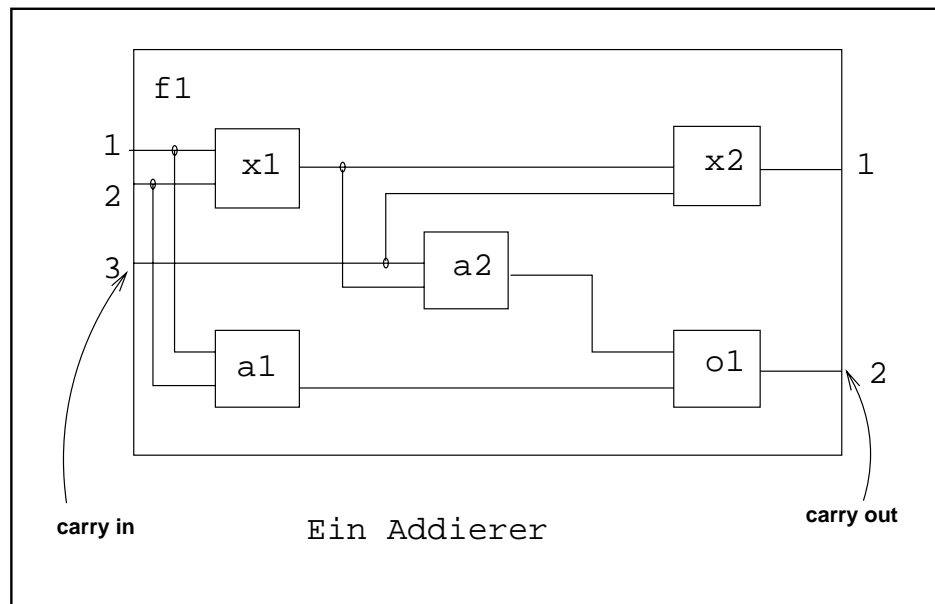 f1
1
x1
x2
1
2
3
a2
a1
o1
2
carry in
Ein Addierer
carry out